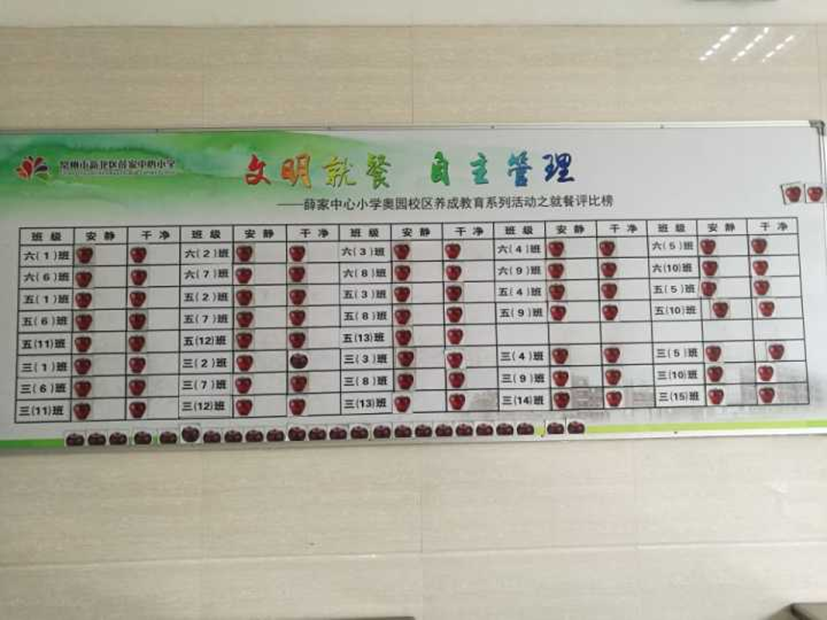 常州市新北区薛家中心小学
文明就餐 自主管理
——薛家中心小学奥园校区养成教育系列活动之就餐评比榜
班级 安静 干净 班级 安静 干净 班级 安静 干净 班级 安静 干净 班级 安静 干净
六(1)班 六(2)班 六(3)班 六(4)班 六(5)班
六(6)班 六(7)班 六(8)班 六(9)班 六(10)班
五(1)班 五(2)班 五(3)班 五(4)班 五(5)班
五(6)班 五(7)班 五(8)班 五(9)班 五(10)班
五(11)班 五(12)班 五(13)班
三(1)班 三(2)班 三(3)班 三(4)班 三(5)班
三(6)班 三(7)班 三(8)班 三(9)班 三(10)班
三(11)班 三(12)班 三(13)班 三(14)班 三(15)班